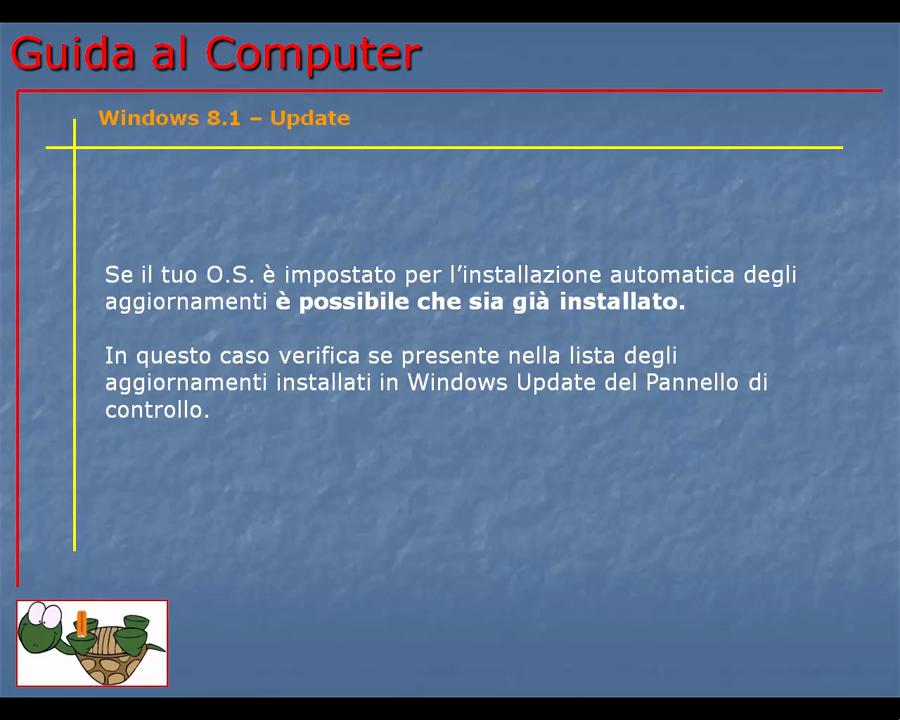 Guida al Computer
Windows 8.1 – Update
Se il tuo O.S. è impostato per l’installazione automatica degli
aggiornamenti è possibile che sia già installato.
In questo caso verifica se presente nella lista degli
aggiornamenti installati in Windows Update del Pannello di
controllo.